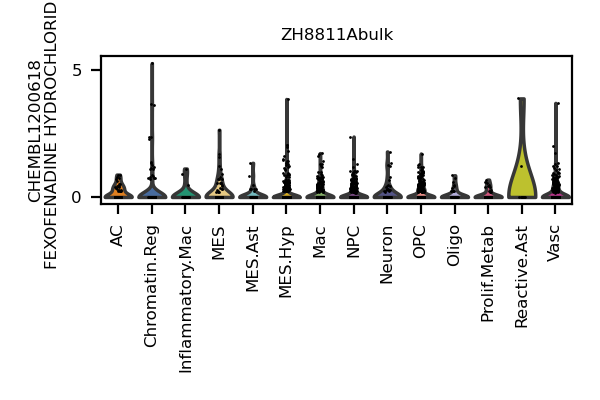 ZH8811Abulk
CHEMBL1200618
FEXOFENADINE HYDROCHLORID
5
0
AC
Chromatin.Reg
Inflammatory.Mac
MES
MES.Ast
MES.Hyp
Mac
NPC
Neuron
OPC
Oligo
Prolif.Metab
Reactive.Ast
Vasc